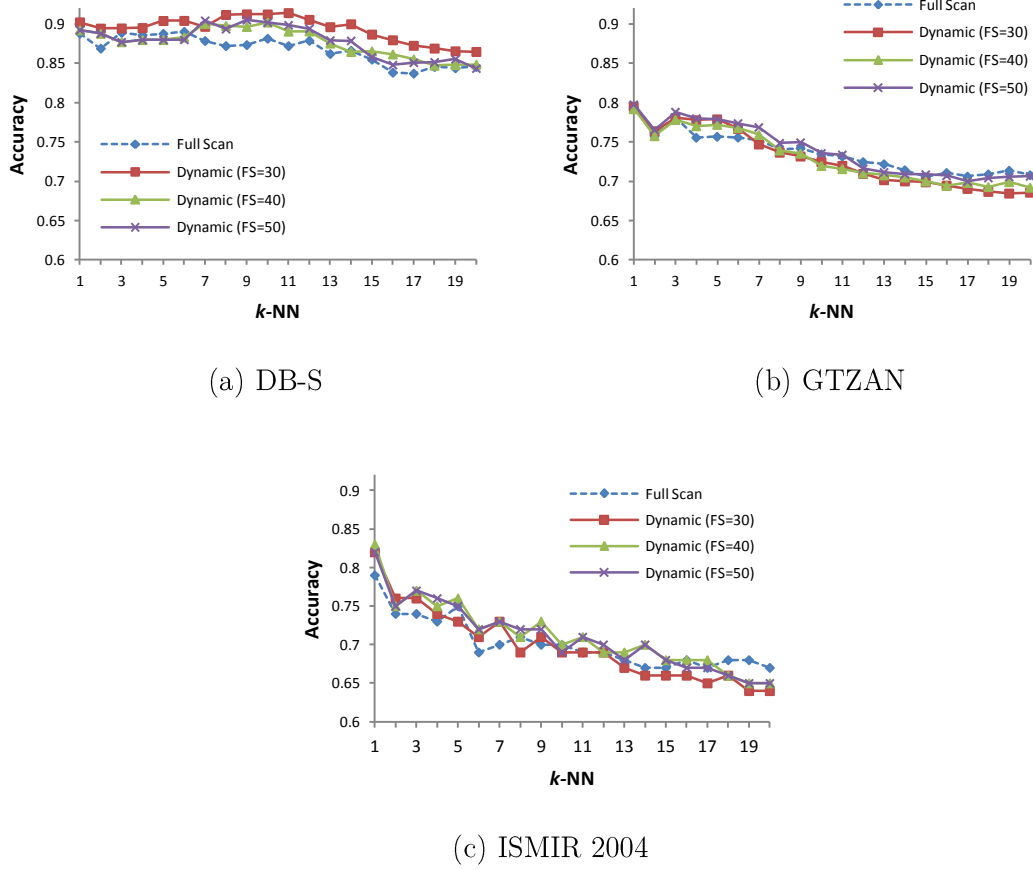 0.9
0.85
0.8
0.75
0.7
0.65
0.6
Accuracy
Full Scan
Dynamic (FS=30)
Dynamic (FS=40)
Dynamic (FS=50)
1 3 5 7 9 11 13 15 17 19
k-NN
(a) DB-S
0.9
0.85
0.8
0.75
0.7
0.65
0.6
Accuracy
Full Scan
Dynamic (FS=30)
Dynamic (FS=40)
Dynamic (FS=50)
1 3 5 7 9 11 13 15 17 19
k-NN
(b) GTZAN
0.9
0.85
0.8
0.75
0.7
0.65
0.6
Accuracy
Full Scan
Dynamic (FS=30)
Dynamic (FS=40)
Dynamic (FS=50)
1 3 5 7 9 11 13 15 17 19
k-NN
(c) ISMIR 2004